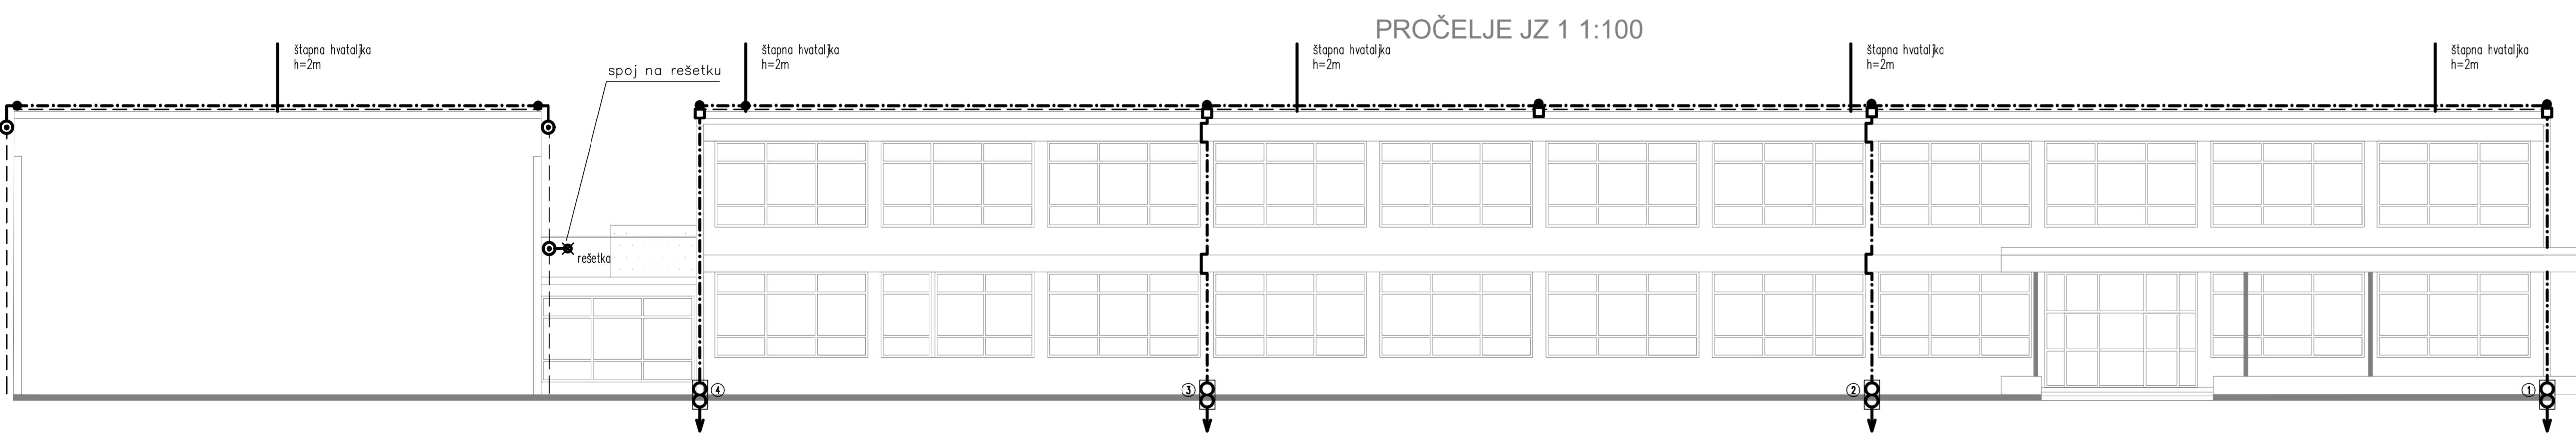 PROČELJE JZ 1 1:100
štapna hvataljka
h=2m
štapna hvataljka
h=2m
štapna hvataljka
h=2m
štapna hvataljka
h=2m
štapna hvataljka
h=2m
spoj na rešetku
rešetka
4
3
2
1